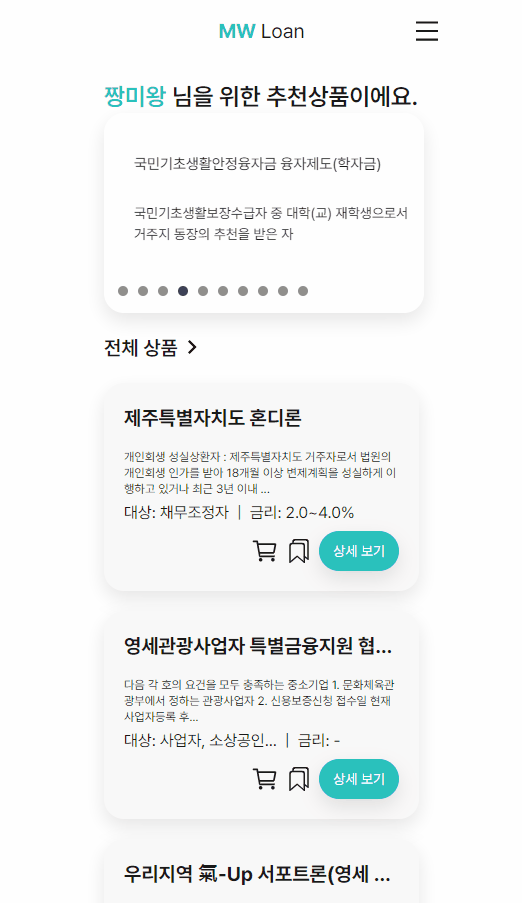 MW Loan
짱미왕 님을 위한 추천상품이에요.
국민기초생활안정융자금 융자제도(학자금)
국민기초생활보장수급자 중 대학(교) 재학생으로서
거주지 동장의 추천을 받은 자
전체 상품
제주특별자치도 혼디론
개인회생 성실상환자 : 제주특별자치도 거주자로서 법원의
개인회생 인가를 받아 18개월 이상 변제계획을 성실하게 이
행하고 있거나 최근 3년 이내 ...
대상: 채무조정자 | 금리: 2.0~4.0%
상세 보기
영세관광사업자 특별금융지원 협...
다음 각 호의 요건을 모두 충족하는 중소기업 1. 문화체육관
광부에서 정하는 관광사업자 2. 신용보증신청 접수일 현재
사업자등록 후...
대상: 사업자, 소상공인... | 금리: -
상세 보기
우리지역 氣-Up 서포트론(영세 ...